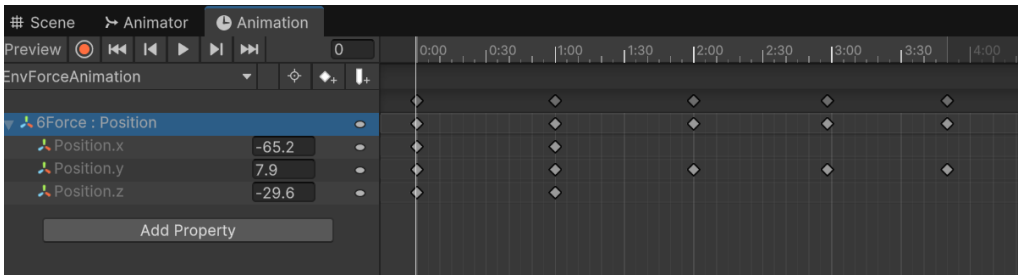 Scene Animator Animation
Preview 0 0:00 0:30 1:00 1:30 2:00 2:30 3:00 3:30 4:00
EnvForceAnimation
6Force : Position
Position.x -65.2
Position.y 7.9
Position.z -29.6
Add Property